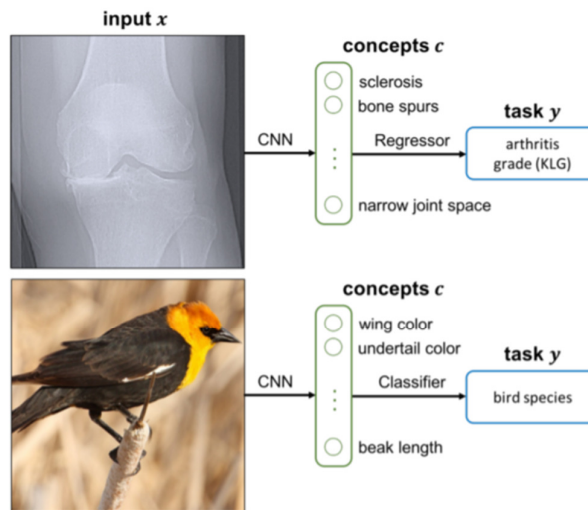 input x
concepts c
sclerosis
bone spurs
CNN
Regressor
narrow joint space
task y
arthritis
grade (KLG)
concepts c
wing color
undertail color
CNN
Classifier
beak length
task y
bird species